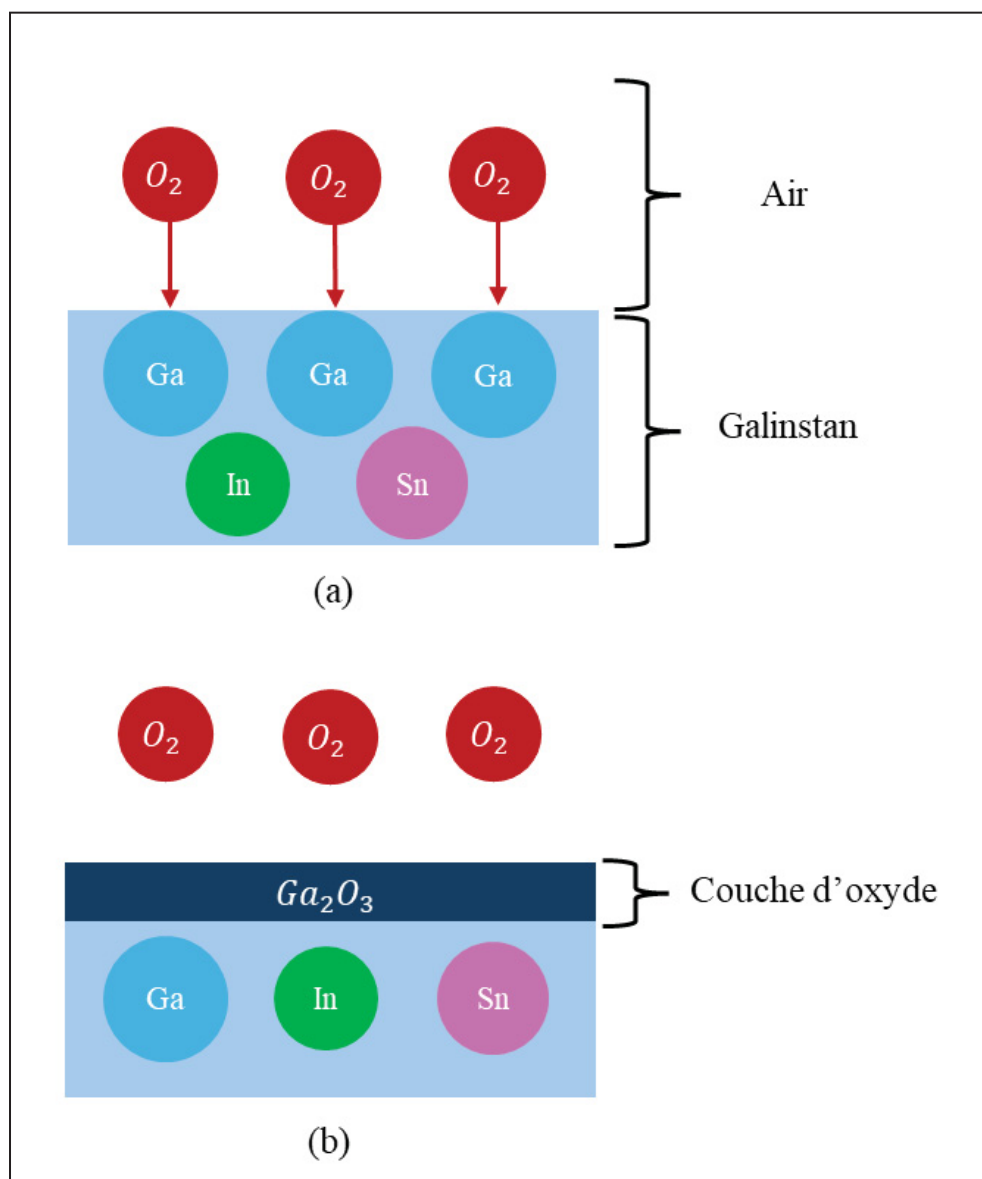 O₂ O₂ O₂
Air
Ga Ga Ga
Galinstan
In Sn
(a)
O₂ O₂ O₂
Ga₂O₃
Couche d’oxyde
Ga In Sn
(b)